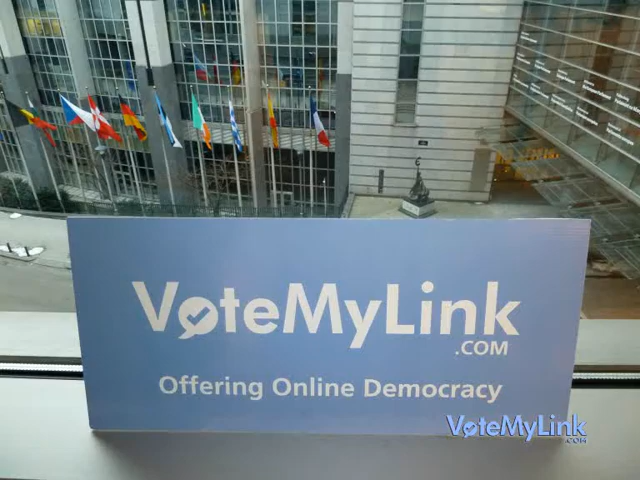 VoteMyLink
.COM
Offering Online Democracy
VoteMyLink
.COM